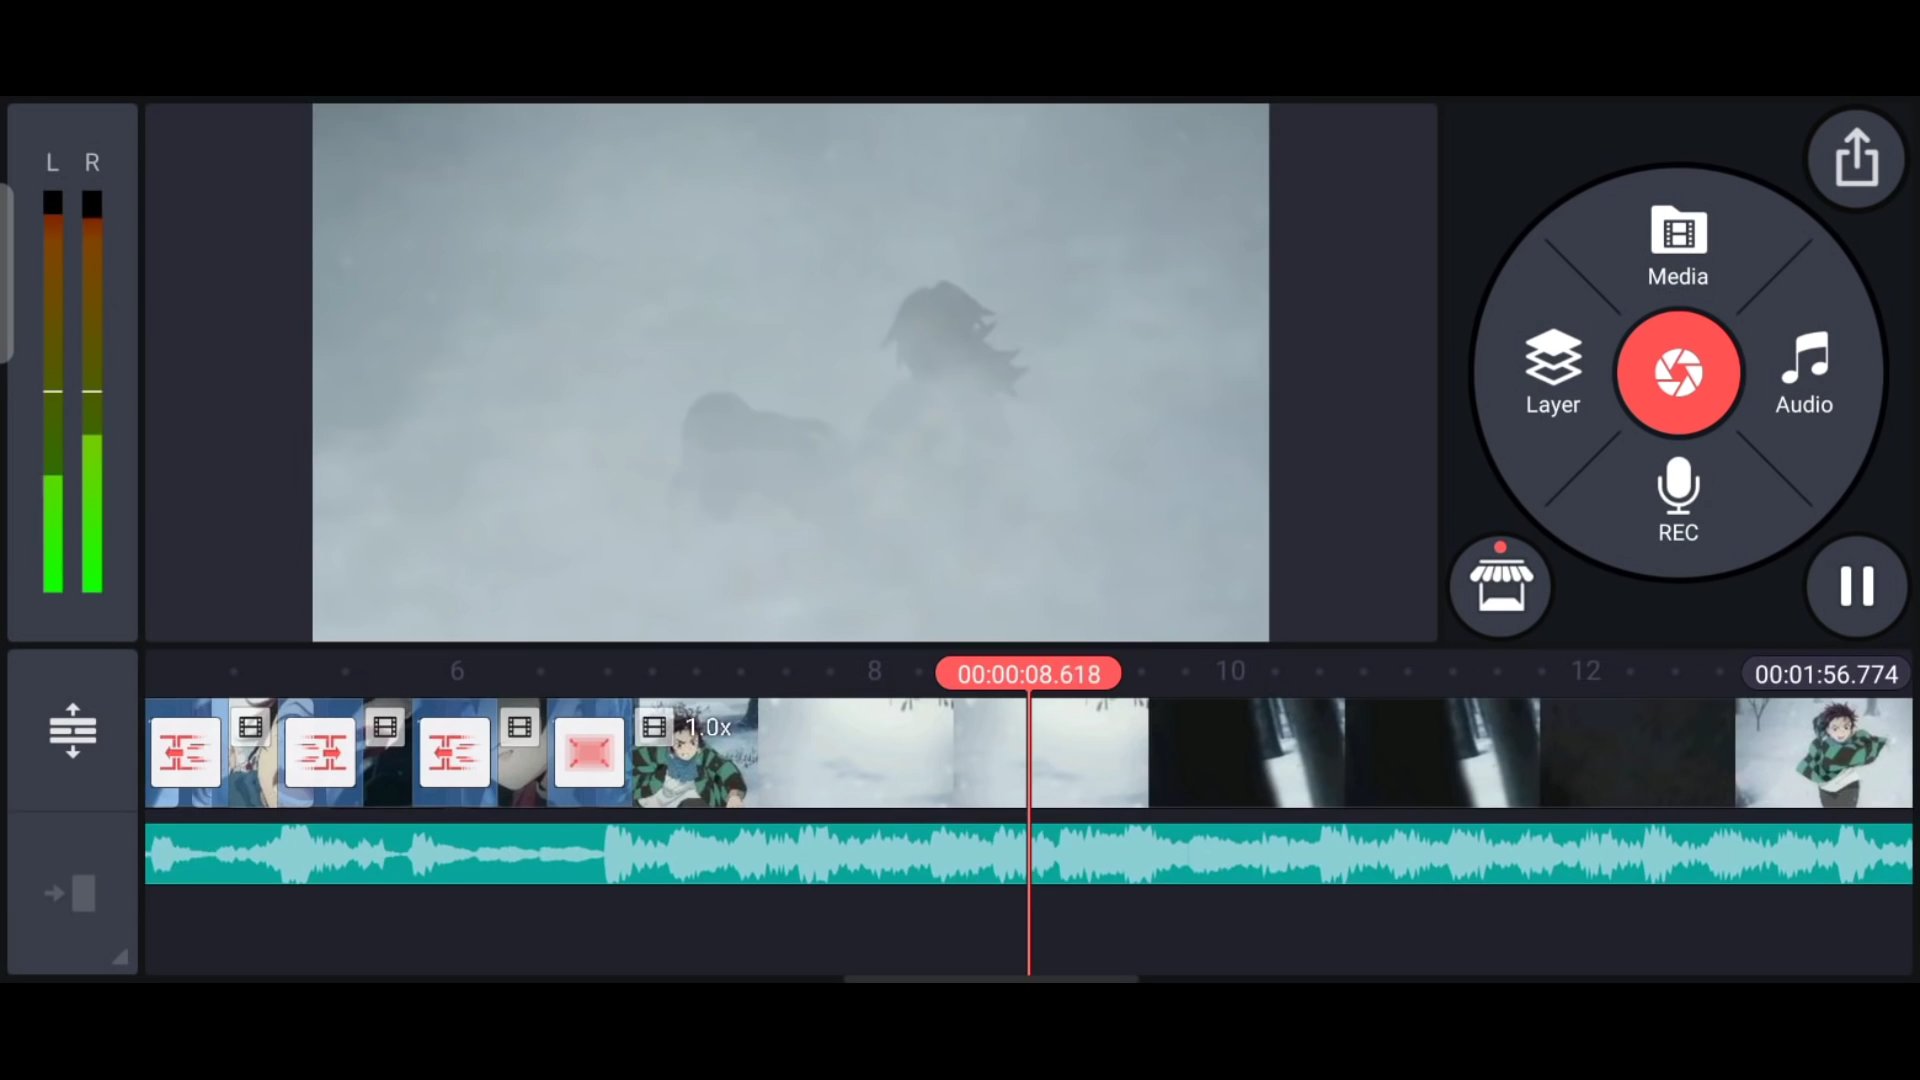 L R
Media
Layer
Audio
REC
6
8
00:00:08.618
10
12
00:01:56.774
1.0x